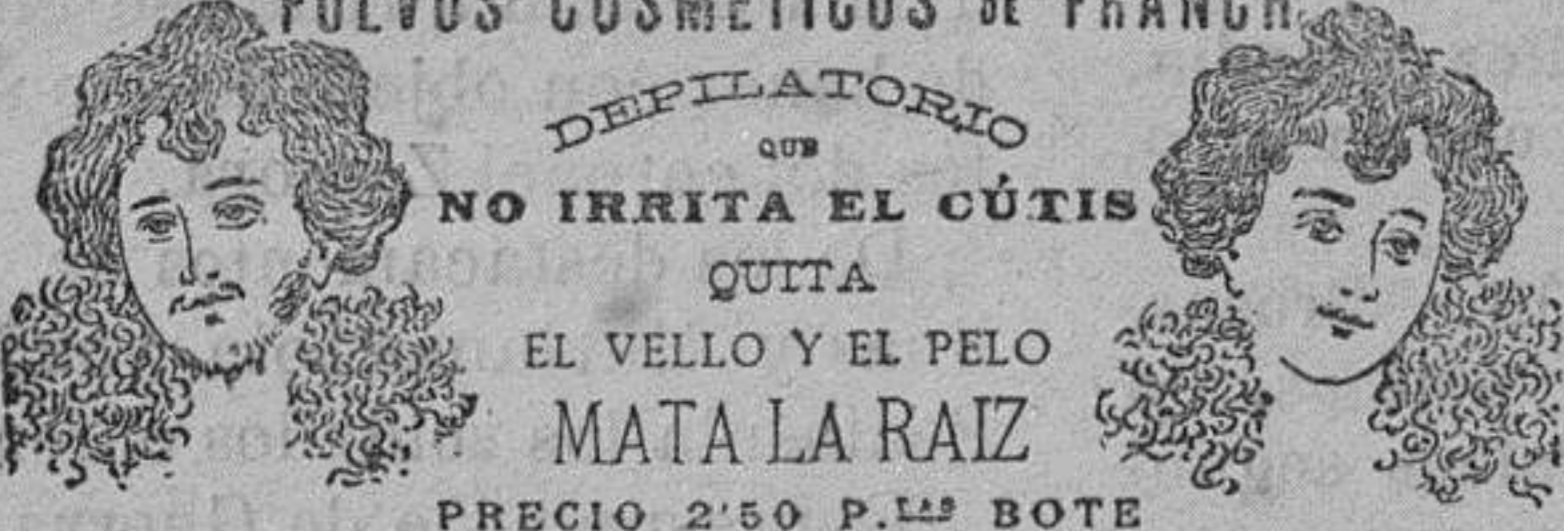 POLVOS COSMÉTICOS DE FRANCH
DEPILATORIO
QUE
NO IRRITA EL CÚTIS
QUITA
EL VELLO Y EL PELO
MATA LA RAIZ
PRECIO 2'50 P.TAS BOTE